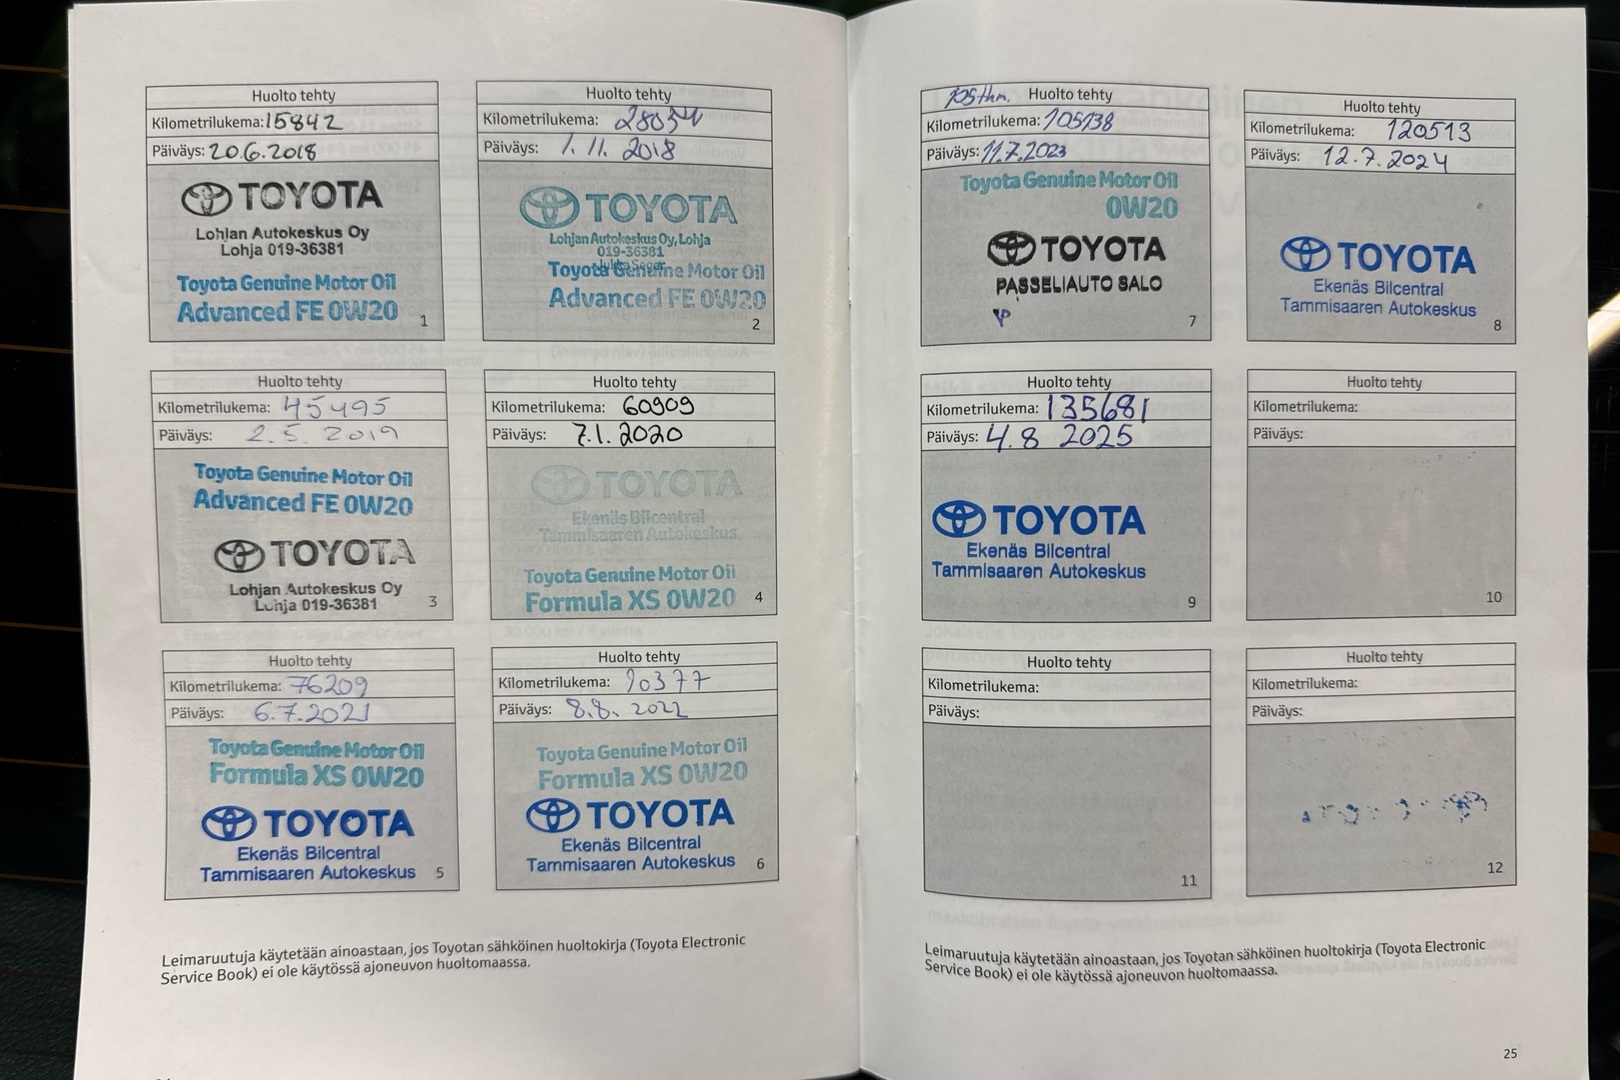 Huolto tehty
Kilometrilukema: 15842
Päiväys: 20.6.2018
TOYOTA
Lohjan Autokeskus Oy
Lohja 019-36381
Toyota Genuine Motor Oil
Advanced FE 0W20
1
Huolto tehty
Kilometrilukema:
Päiväys: 1.11. 2018
TOYOTA
Lohjan Autokeskus Oy, Lohja
019-36381
Toyota Genuine Motor Oil
Advanced FE 0W20
2
Huolto tehty
Kilometrilukema: 45495
Päiväys: 2.5. 2019
Toyota Genuine Motor Oil
Advanced FE 0W20
TOYOTA
Lohjan Autokeskus Oy
Lohja 019-36381
3
Huolto tehty
Kilometrilukema: 60909
Päiväys: 7.1.2020
TOYOTA
Ekenäs Bilcentral
Tammisaaren Autokeskus
Toyota Genuine Motor Oil
Formula XS 0W20
4
Huolto tehty
Kilometrilukema: 76209
Päiväys: 6.7.2021
Toyota Genuine Motor Oil
Formula XS 0W20
TOYOTA
Ekenäs Bilcentral
Tammisaaren Autokeskus
5
Huolto tehty
Kilometrilukema: 90377
Päiväys: 8.8. 2022
Toyota Genuine Motor Oil
Formula XS 0W20
TOYOTA
Ekenäs Bilcentral
Tammisaaren Autokeskus
6
Leimaruutuja käytetään ainoastaan, jos Toyotan sähköinen huoltokirja (Toyota Electronic
Service Book) ei ole käytössä ajoneuvon huoltomaassa.
105thm. Huolto tehty
Kilometrilukema: 105138
Päiväys: 11.7.2023
Toyota Genuine Motor Oil
0W20
TOYOTA
PASSELIAUTO SALO
7
Huolto tehty
Kilometrilukema: 120513
Päiväys: 12.7.2024
TOYOTA
Ekenäs Bilcentral
Tammisaaren Autokeskus
8
Huolto tehty
Kilometrilukema: 135681
Päiväys: 4.8 2025
TOYOTA
Ekenäs Bilcentral
Tammisaaren Autokeskus
9
Huolto tehty
Kilometrilukema:
Päiväys:
10
Huolto tehty
Kilometrilukema:
Päiväys:
11
Huolto tehty
Kilometrilukema:
Päiväys:
12
Leimaruutuja käytetään ainoastaan, jos Toyotan sähköinen huoltokirja (Toyota Electronic
Service Book) ei ole käytössä ajoneuvon huoltomaassa.
25